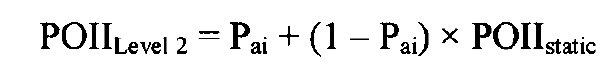 POII_Level 2 = P_ai + (1 − P_ai) × POII_static